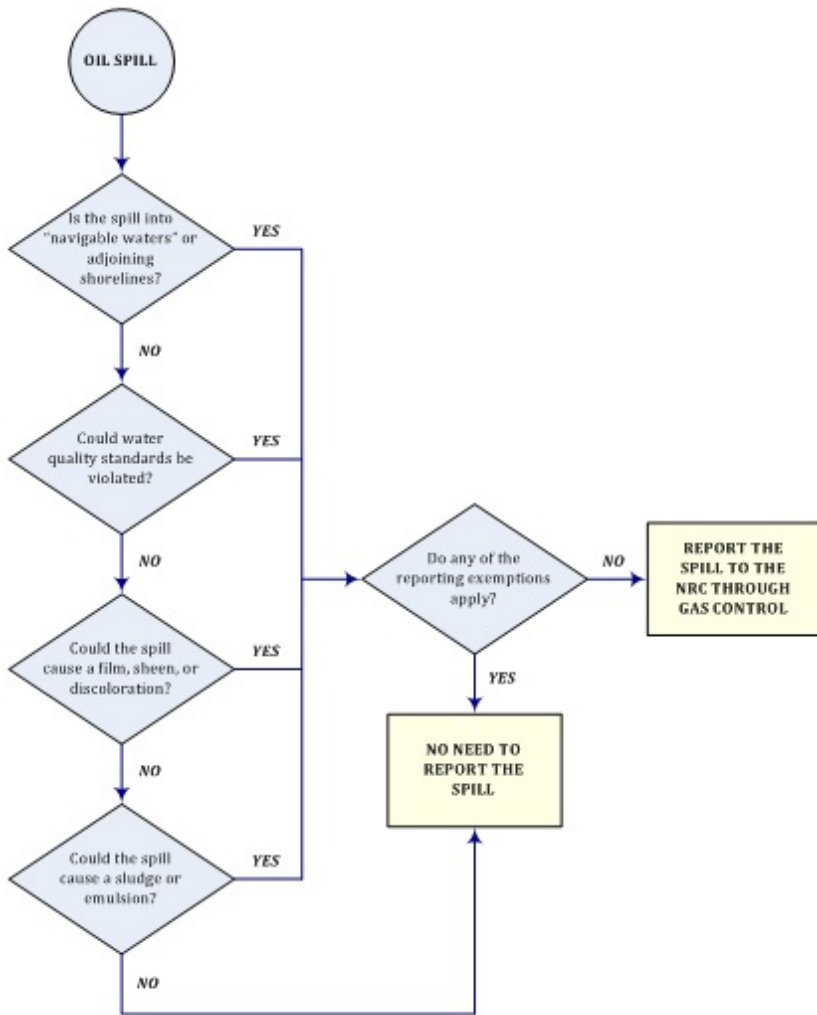 OIL SPILL
Is the spill into
"navigable waters" or
adjoining
shorelines?
YES
NO
Could water
quality standards be
violated?
YES
NO
Could the spill
cause a film, sheen, or
discoloration?
YES
NO
Could the spill
cause a sludge or
emulsion?
YES
NO
Do any of the
reporting exemptions
apply?
NO
YES
REPORT THE
SPILL TO THE
NRC THROUGH
GAS CONTROL
NO NEED TO
REPORT THE
SPILL